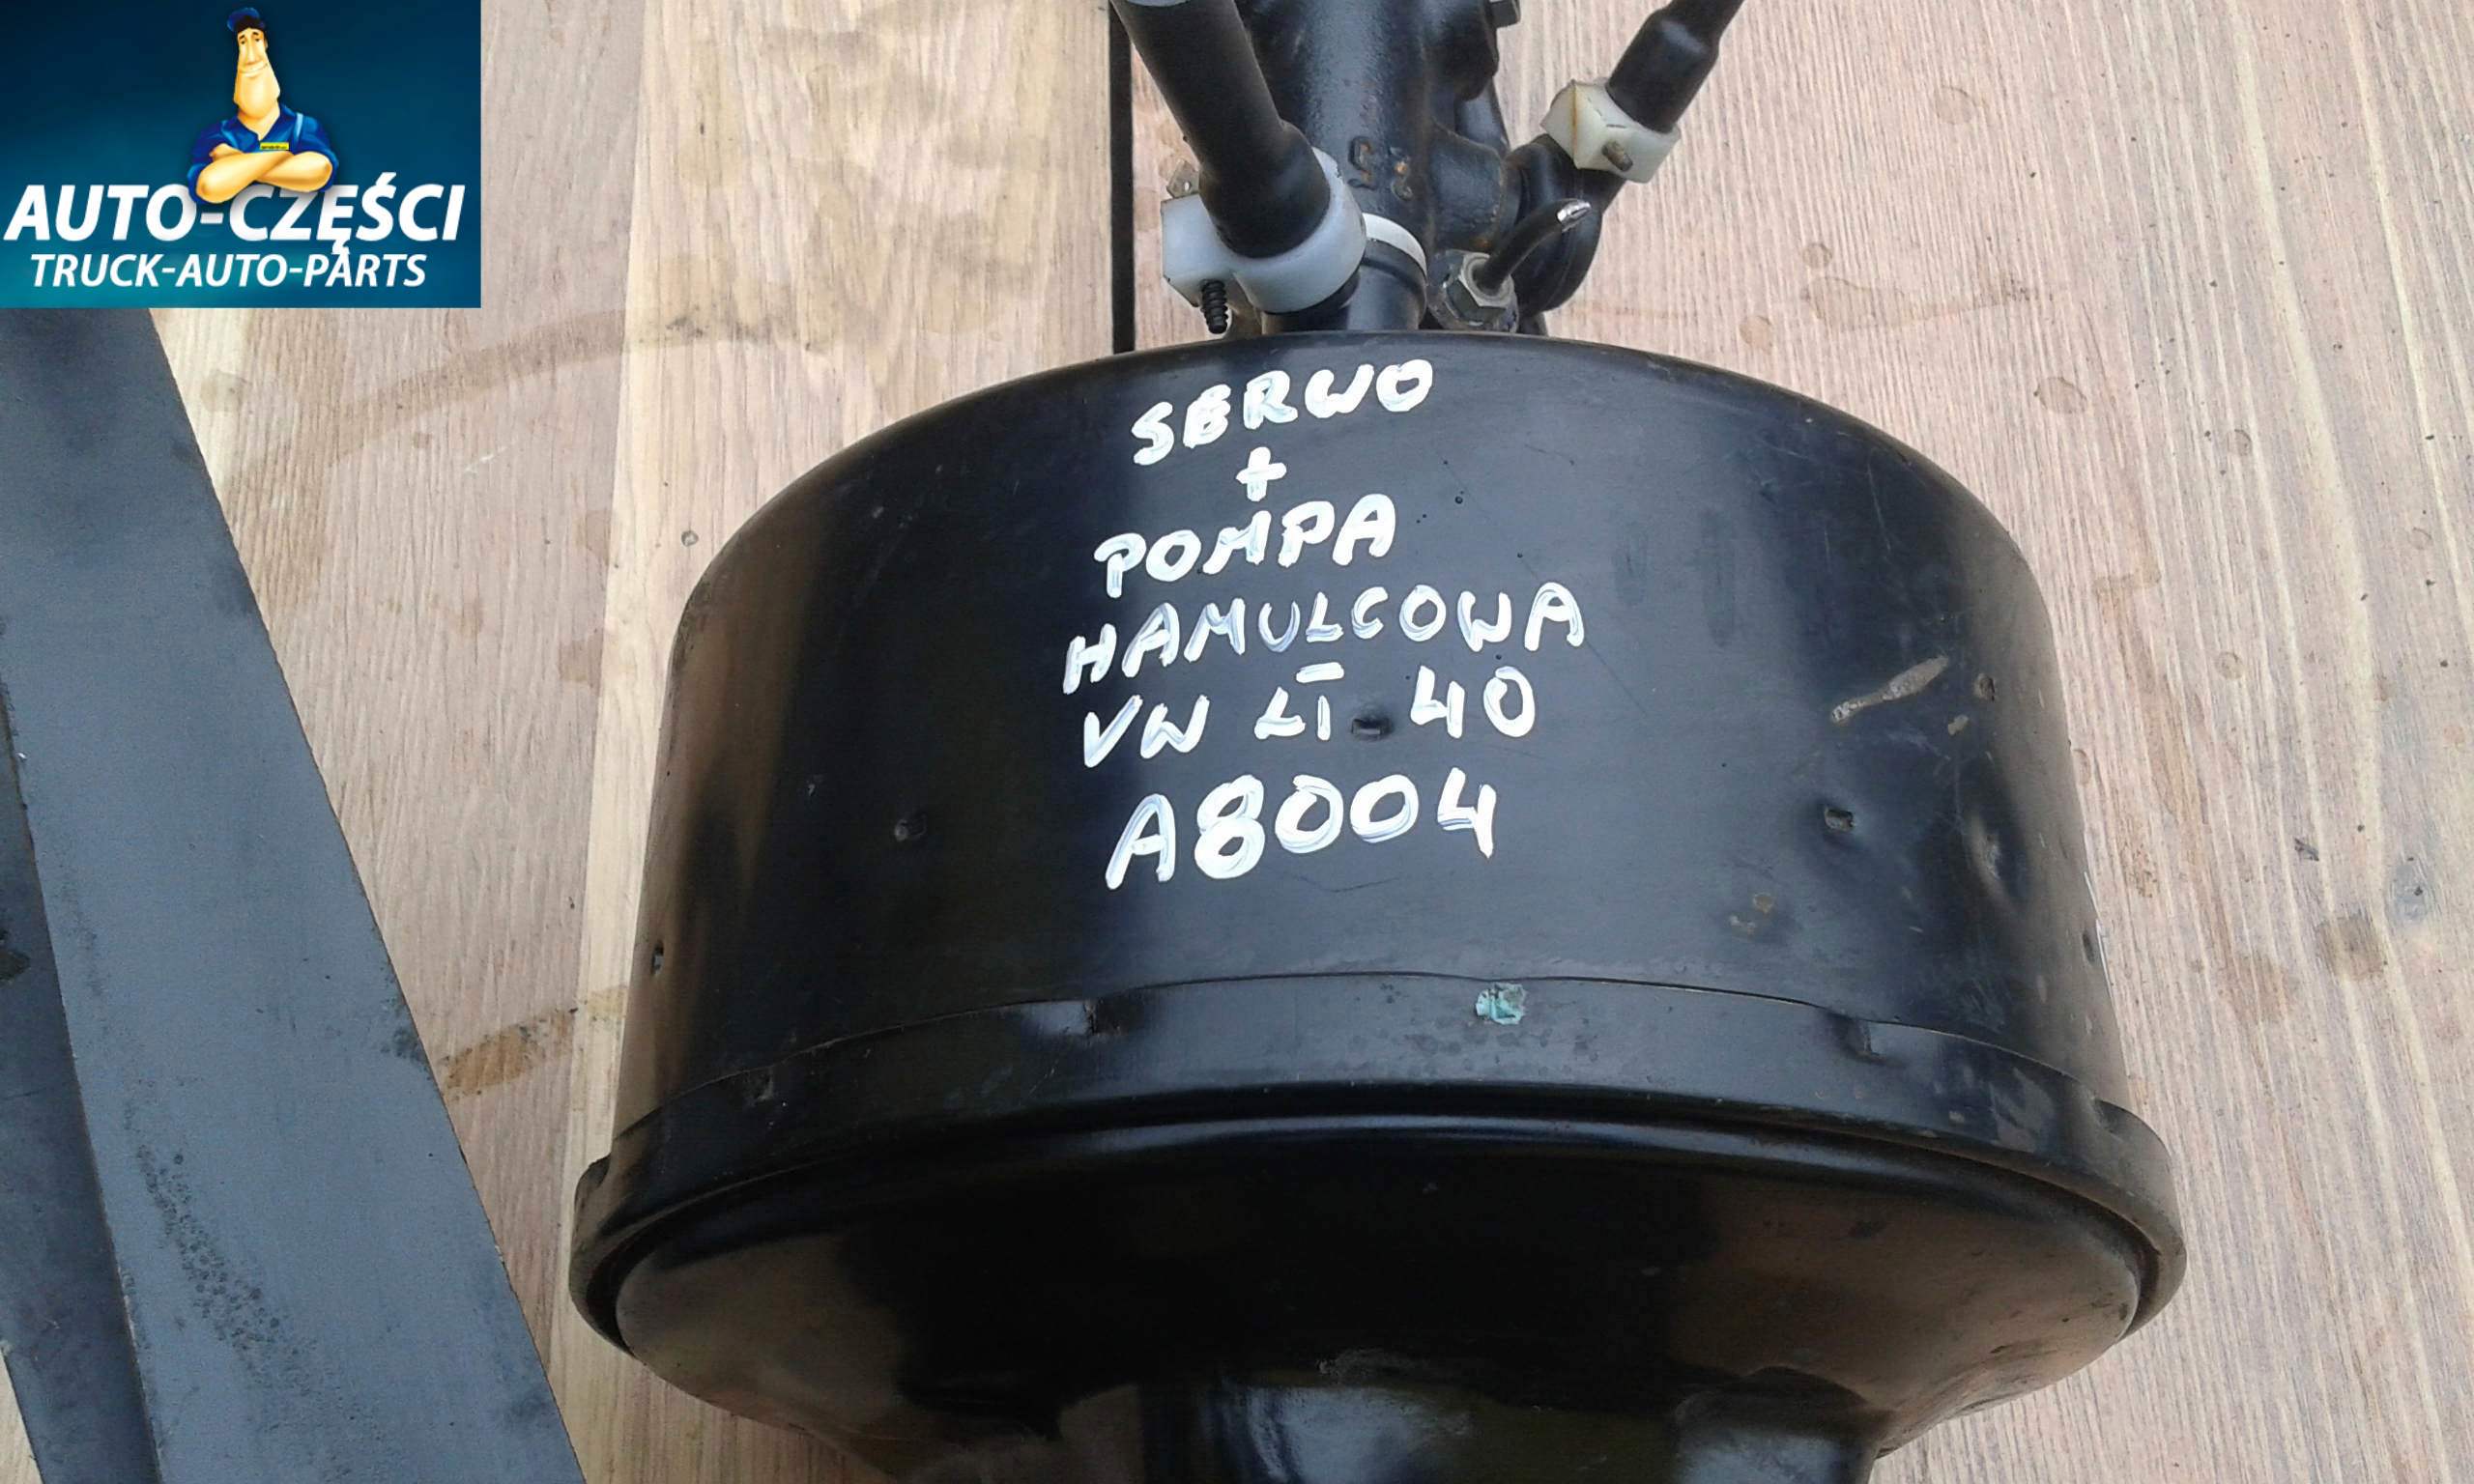 AUTO-CZĘŚCI
TRUCK-AUTO-PARTS
SERWO
+
POMPA
HAMULCOWA
VW LT 40
A8004